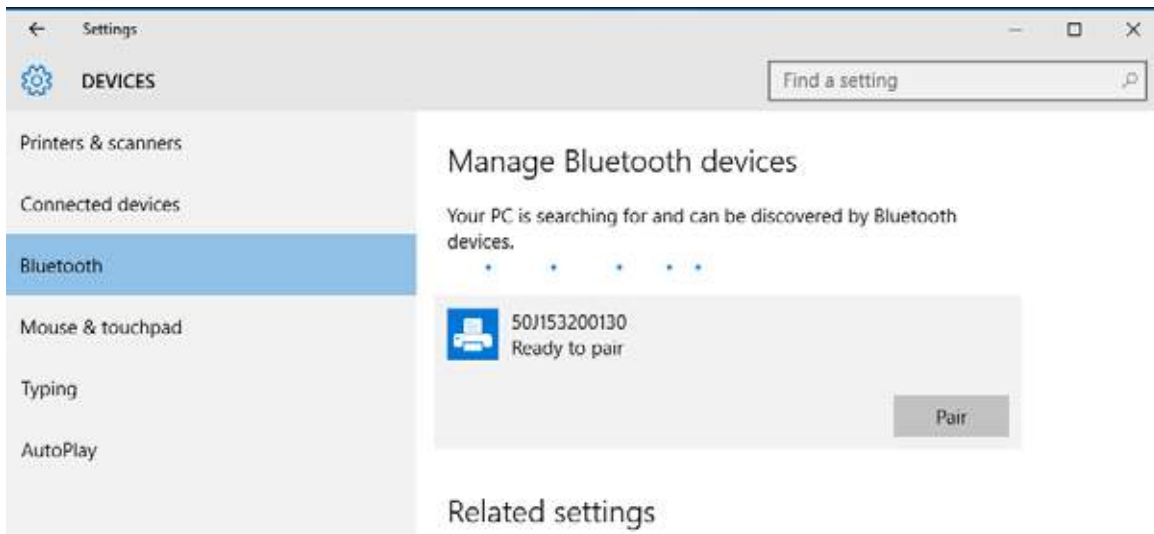 Settings
DEVICES
Find a setting
Printers & scanners
Connected devices
Bluetooth
Mouse & touchpad
Typing
AutoPlay
Manage Bluetooth devices
Your PC is searching for and can be discovered by Bluetooth
devices.
50J153200130
Ready to pair
Pair
Related settings